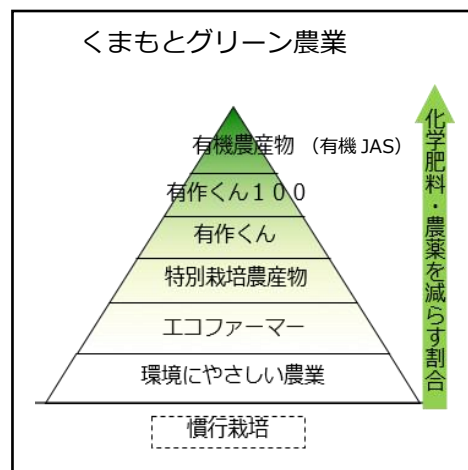 くまもとグリーン農業
有機農産物 (有機 JAS)
有作くん１００
有作くん
特別栽培農産物
エコファーマー
環境にやさしい農業
慣行栽培
化学肥料・農薬を減らす割合